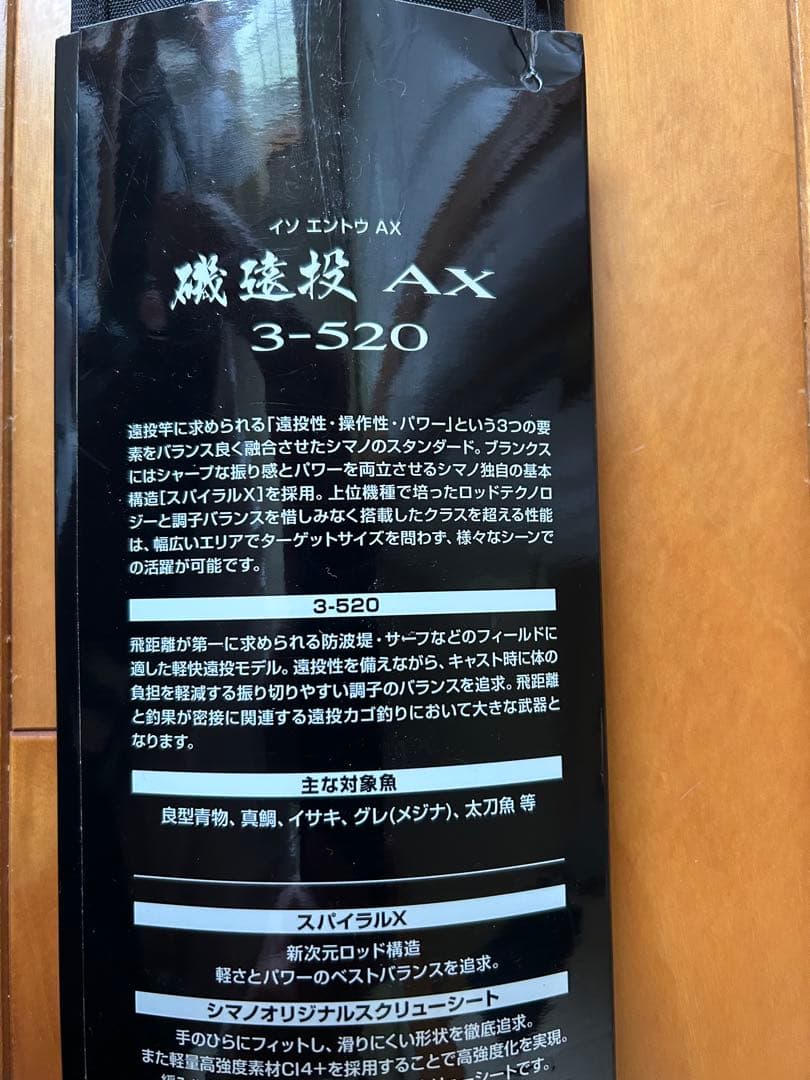 イソ エントウ AX
磯遠投 AX
3-520
遠投竿に求められる「遠投性・操作性・パワー」という3つの要
素をバランス良く融合させたシマノのスタンダード。ブランクス
にはシャープな振り感とパワーを両立させるシマノ独自の基本
構造[スパイラルX]を採用。上位機種で培ったロッドテクノロ
ジーと調子バランスを惜しみなく搭載したクラスを超える性能
は、幅広いエリアでターゲットサイズを問わず、様々なシーンで
の活躍が可能です。
3-520
飛距離が第一に求められる防波堤・サーフなどのフィールドに
適した軽快遠投モデル。遠投性を備えながら、キャスト時に体の
負担を軽減する振り切りやすい調子のバランスを追求。飛距離
と釣果が密接に関連する遠投カゴ釣りにおいて大きな武器と
なります。
主な対象魚
良型青物、真鯛、イサキ、グレ(メジナ)、太刀魚 等
スパイラルX
新次元ロッド構造
軽さとパワーのベストバランスを追求。
シマノオリジナルスクリューシート
手のひらにフィットし、滑りにくい形状を徹底追求。
また軽量高強度素材CI4+を採用することで高強度化を実現。
シートです。